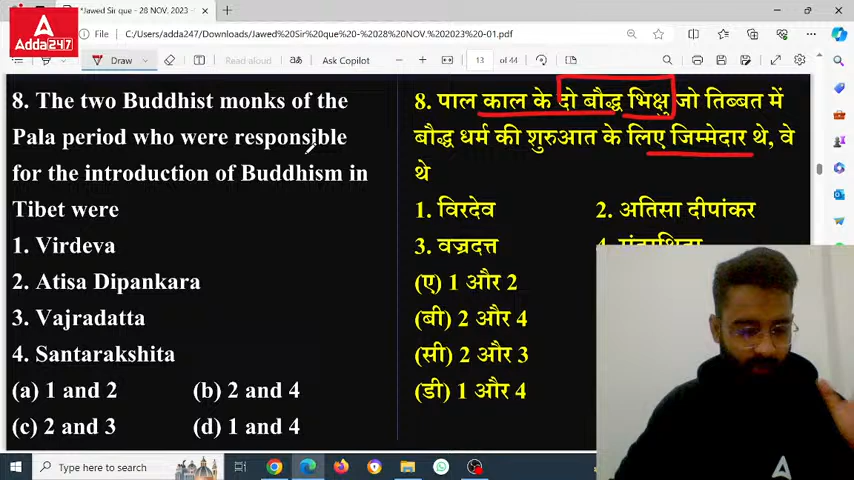 *Jawed Sir que - 28 NOV. 2023
Adda247
C:/Users/adda247/Downloads/Jawed%20Sir%20que%20-%2028%20NOV.%202023%20-01.pdf
Draw
Read aloud
Ask Copilot
13
of 44
8. The two Buddhist monks of the
Pala period who were responsible
for the introduction of Buddhism in
Tibet were
1. Virdeva
2. Atisa Dipankara
3. Vajradatta
4. Santarakshita
(a) 1 and 2 (b) 2 and 4
(c) 2 and 3 (d) 1 and 4
8. पाल काल के दो बौद्ध भिक्षु जो तिब्बत में
बौद्ध धर्म की शुरुआत के लिए जिम्मेदार थे, वे
थे
1. विरदेव 2. अतिसा दीपांकर
3. वज्रदत्त
(ए) 1 और 2
(बी) 2 और 4
(सी) 2 और 3
(डी) 1 और 4
Type here to search